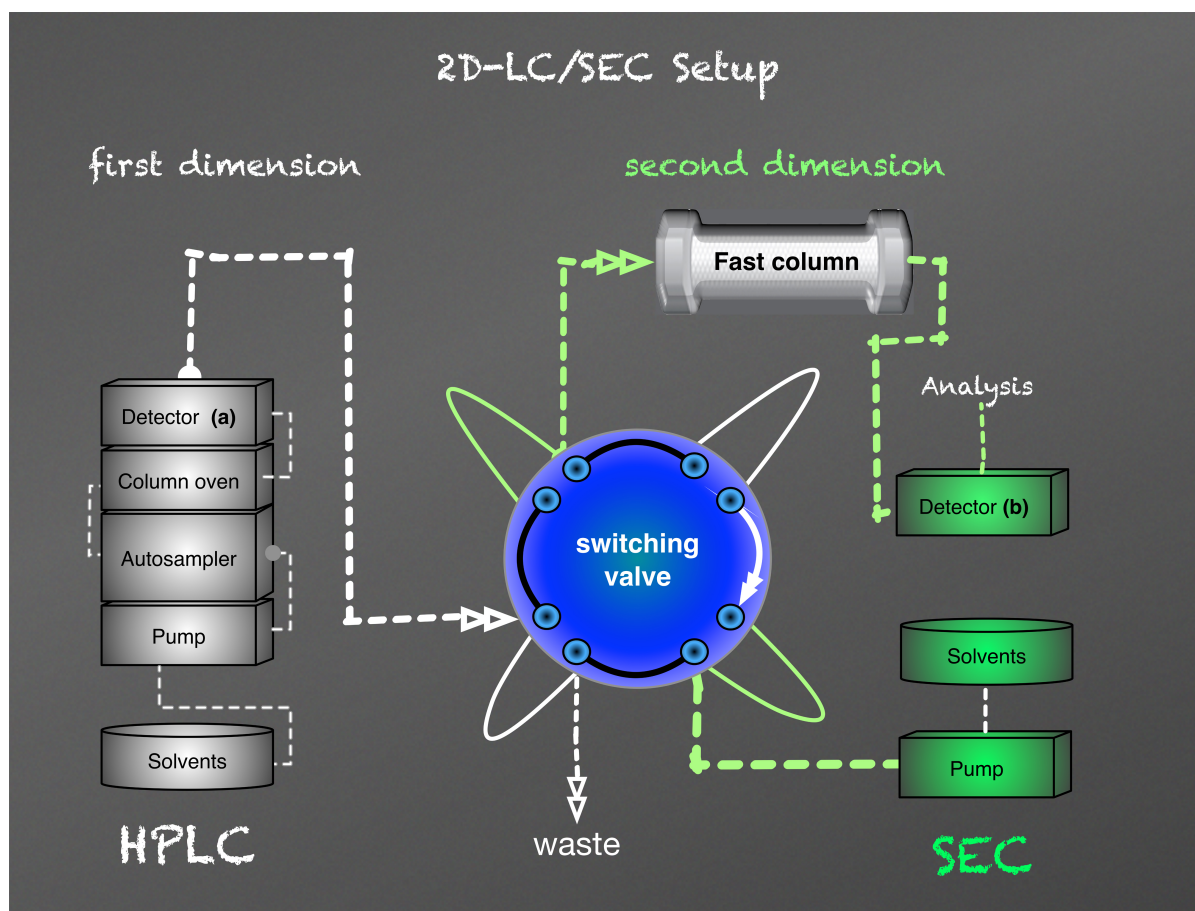 2D-LC/SEC Setup
first dimension
second dimension
Fast column
Detector (a)
Column oven
Autosampler
Pump
Solvents
HPLC
switching
valve
waste
Analysis
Detector (b)
Solvents
Pump
SEC